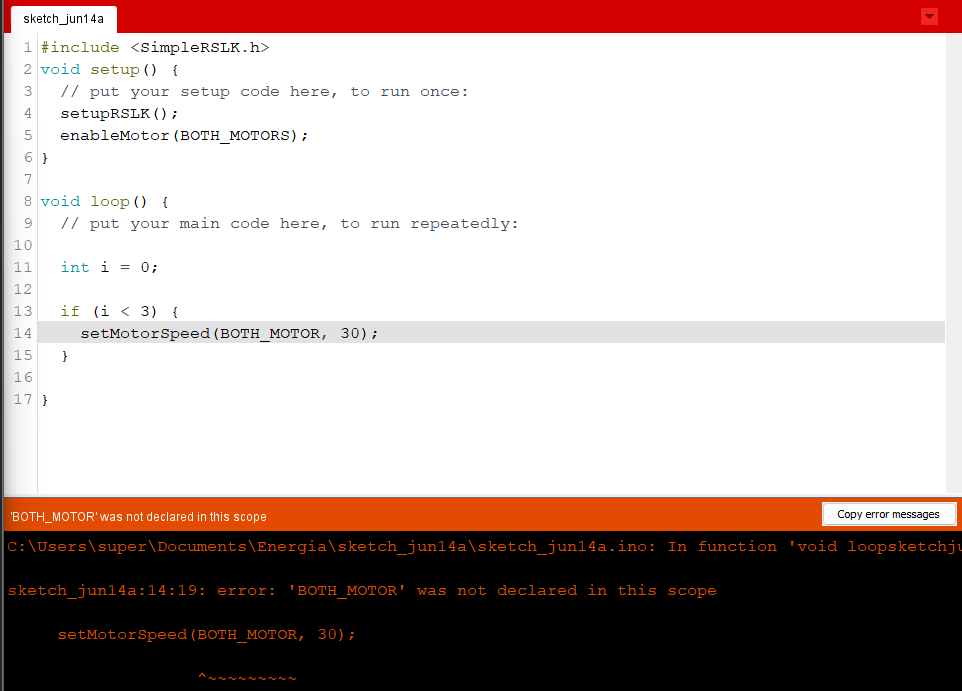 sketch_jun14a
1 #include <SimpleRSLK.h>
2 void setup() {
3   // put your setup code here, to run once:
4   setupRSLK();
5   enableMotor(BOTH_MOTORS);
6 }
7
8 void loop() {
9   // put your main code here, to run repeatedly:
10
11   int i = 0;
12
13   if (i < 3) {
14     setMotorSpeed(BOTH_MOTOR, 30);
15   }
16
17 }
'BOTH_MOTOR' was not declared in this scope
Copy error messages
C:\Users\super\Documents\Energia\sketch_jun14a\sketch_jun14a.ino: In function 'void loopsketchju
sketch_jun14a:14:19: error: 'BOTH_MOTOR' was not declared in this scope
     setMotorSpeed(BOTH_MOTOR, 30);
                   ^~~~~~~~~~